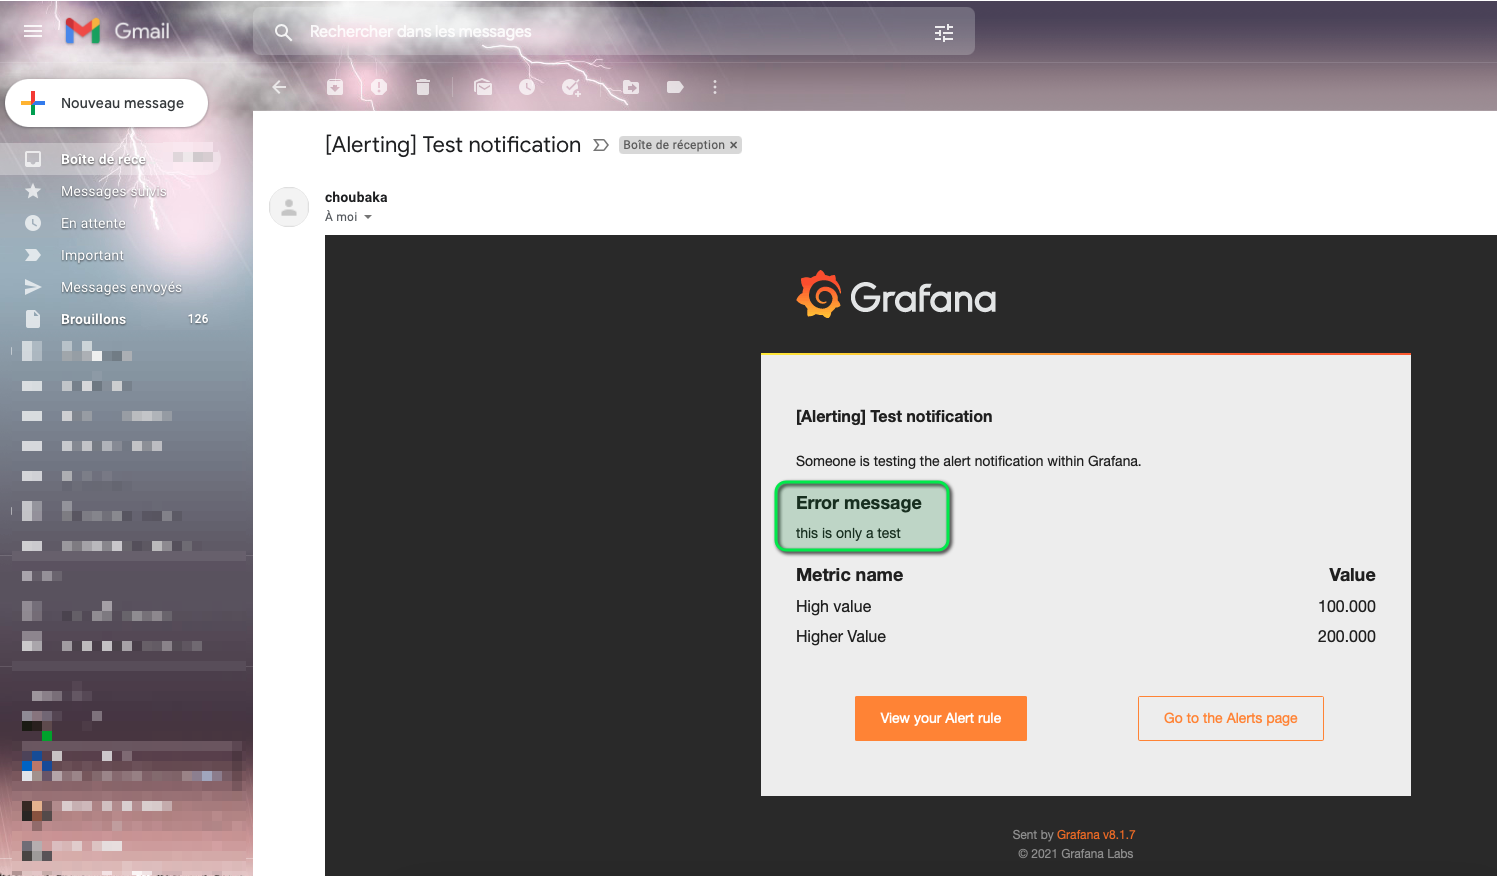 Gmail
Rechercher dans les messages
Nouveau message
Boîte de réce
Messages suivis
En attente
Important
Messages envoyés
Brouillons 126
[Alerting] Test notification
Boîte de réception ×
choubaka
À moi
Grafana
[Alerting] Test notification
Someone is testing the alert notification within Grafana.
Error message
this is only a test
Metric name Value
High value 100.000
Higher Value 200.000
View your Alert rule
Go to the Alerts page
Sent by Grafana v8.1.7
© 2021 Grafana Labs